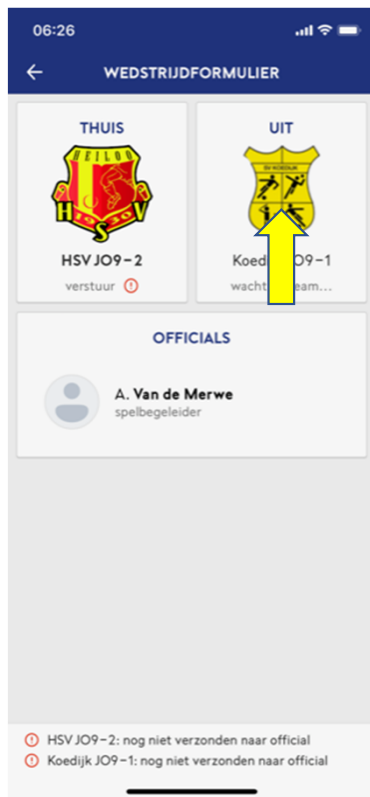 06:26
WEDSTRIJDFORMULIER
THUIS
UIT
HEILOO
HSV
1930
SV KOEDIJK
HSV JO9-2
Koed O9-1
verstuur
wacht eam...
OFFICIALS
A. Van de Merwe
spelbegeleider
HSV JO9-2: nog niet verzonden naar official
Koedijk JO9-1: nog niet verzonden naar official